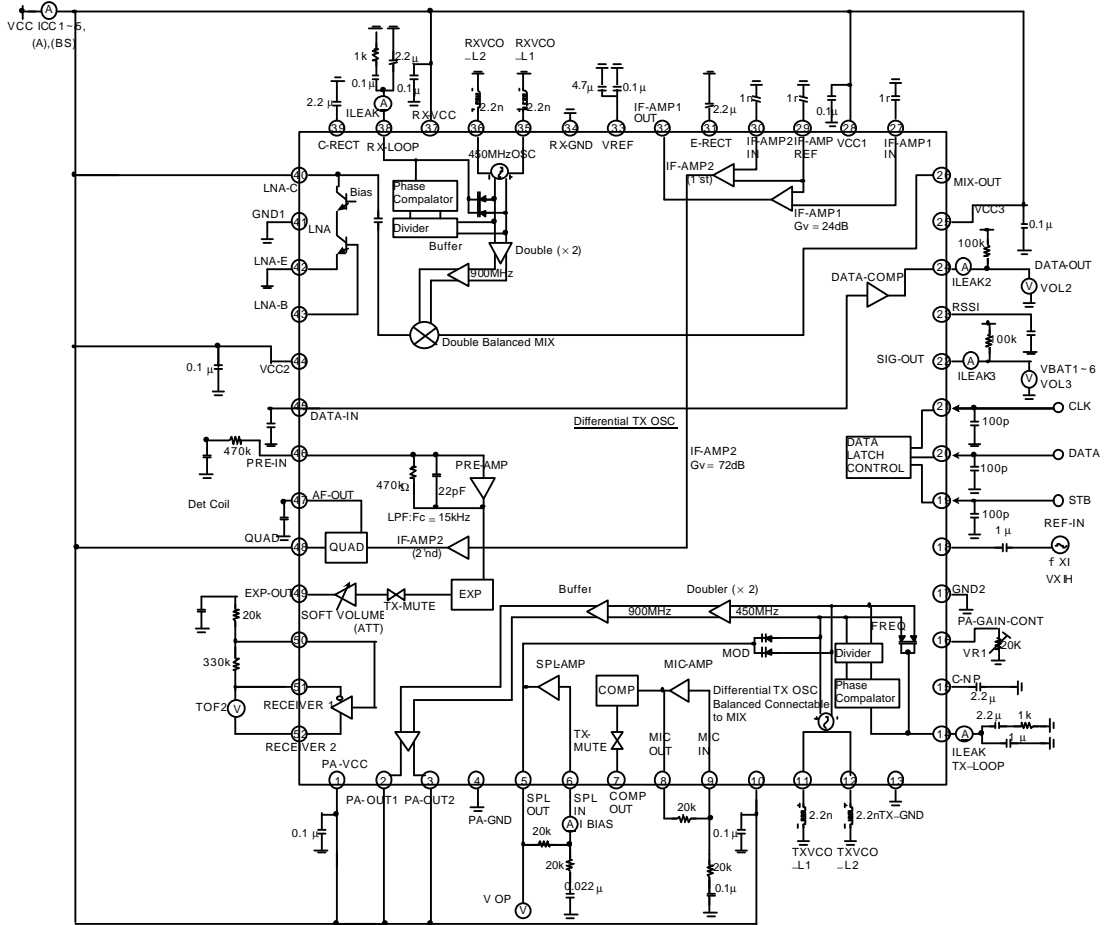 A
VCC ICC1~5,
(A),(BS)
1k
2.2μ
0.1μ
0.1μ
A
ILEAK
2.2μ
RX-VCC
RXVCO
–L2
RXVCO
–L1
2.2n
2.2n
4.7μ
0.1μ
IF-AMP1
OUT
2.2μ
1n
1n
0.1μ
1n
39
38
37
36
35
34
33
32
31
30
29
28
27
C-RECT
RX-LOOP
450MHzOSC
RX-GND
VREF
E-RECT
IF-AMP2
IN
IF-AMP
REF
VCC1
IF-AMP1
IN
40
LNA-C
Bias
Phase
Compalator
IF-AMP2
(1'st)
26
MIX-OUT
GND1
41
LNA
Divider
Buffer
IF-AMP1
Gv = 24dB
25
VCC3
0.1μ
42
LNA-E
Double (×2)
900MHz
100k
24
A
DATA-OUT
ILEAK2
V
VOL2
DATA-COMP
LNA-B
43
23
RSSI
Double Balanced MIX
100k
SIG-OUT
22
A
ILEAK3
VBAT1~6
V
VOL3
0.1μ
VCC2
44
45
DATA-IN
Differential TX OSC
21
CLK
100p
470k
46
PRE-IN
PRE-AMP
470kΩ
22pF
LPF:Fc = 15kHz
IF-AMP2
Gv = 72dB
DATA
LATCH
CONTROL
20
DATA
100p
Det Coil
47
AF-OUT
19
STB
100p
REF-IN
QUAD
48
QUAD
IF-AMP2
(2'nd)
18
1μ
f XI
VXIH
EXP-OUT
49
SOFT VOLUME
(ATT)
TX-MUTE
EXP
Buffer
Doubler (×2)
900MHz
450MHz
17
GND2
20k
FREQ
PA-GAIN-CONT
50
MOD
Divider
16
VR1
20K
330k
SPL-AMP
MIC-AMP
51
RECEIVER 1
COMP
Differential TX OSC
Balanced Connectable
to MIX
Phase
Compalator
15
C-NP
2.2μ
TOF2
V
52
RECEIVER 2
TX-
MUTE
MIC
OUT
MIC
IN
14
A
2.2μ
1k
1μ
ILEAK
TX–LOOP
PA-VCC
1
2
3
4
5
6
7
8
9
10
11
12
13
PA-OUT1
PA-OUT2
PA-GND
SPL
OUT
SPL
IN
COMP
OUT
TX–GND
0.1μ
A
I BIAS
20k
20k
0.1μ
2.2n
2.2n
20k
20k
TXVCO
–L1
TXVCO
–L2
0.022μ
0.1μ
V OP
V